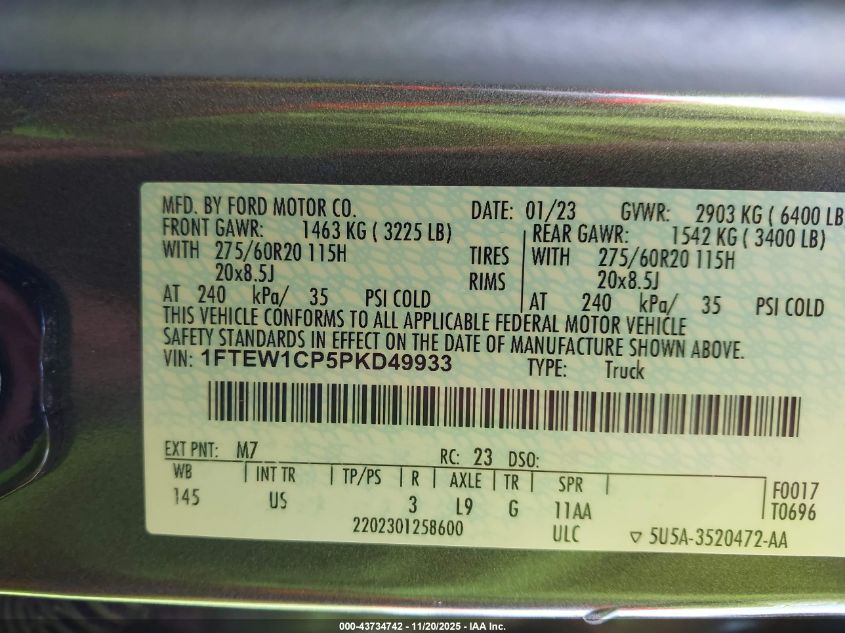 MFD. BY FORD MOTOR CO. DATE: 01/23 GVWR: 2903 KG ( 6400 LB
FRONT GAWR: 1463 KG ( 3225 LB) REAR GAWR: 1542 KG ( 3400 LB)
WITH 275/60R20 115H TIRES WITH 275/60R20 115H
20x8.5J RIMS 20x8.5J
AT 240 kPa/ 35 PSI COLD AT 240 kPa/ 35 PSI COLD
THIS VEHICLE CONFORMS TO ALL APPLICABLE FEDERAL MOTOR VEHICLE
SAFETY STANDARDS IN EFFECT ON THE DATE OF MANUFACTURE SHOWN ABOVE.
VIN: 1FTEW1CP5PKD49933 TYPE: Truck
EXT PNT: M7 RC: 23 DSO:
WB INT TR TP/PS R AXLE TR SPR F0017
145 US 3 L9 G 11AA T0696
2202301258600 ULC ▽ 5U5A-3520472-AA
000-43734742 - 11/20/2025 - IAA Inc.